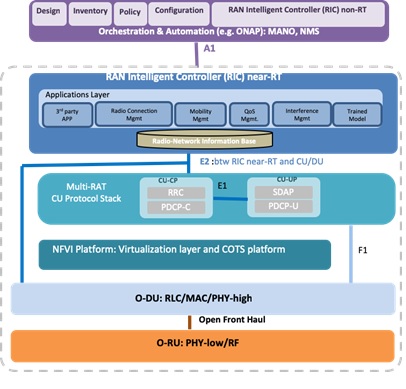 Design
Inventory
Policy
Configuration
RAN Intelligent Controller (RIC) non-RT
Orchestration & Automation (e.g. ONAP): MANO, NMS
A1
RAN Intelligent Controller (RIC) near-RT
Applications Layer
3rd party
APP
Radio Connection
Mgmt
Mobility
Mgmt
QoS
Mgmt.
Interference
Mgmt
Trained
Model
Radio-Network Information Base
E2 :btw RIC near-RT and CU/DU
Multi-RAT
CU Protocol Stack
CU-CP
RRC
PDCP-C
E1
CU-UP
SDAP
PDCP-U
NFVI Platform: Virtualization layer and COTS platform
F1
O-DU: RLC/MAC/PHY-high
Open Front Haul
O-RU: PHY-low/RF